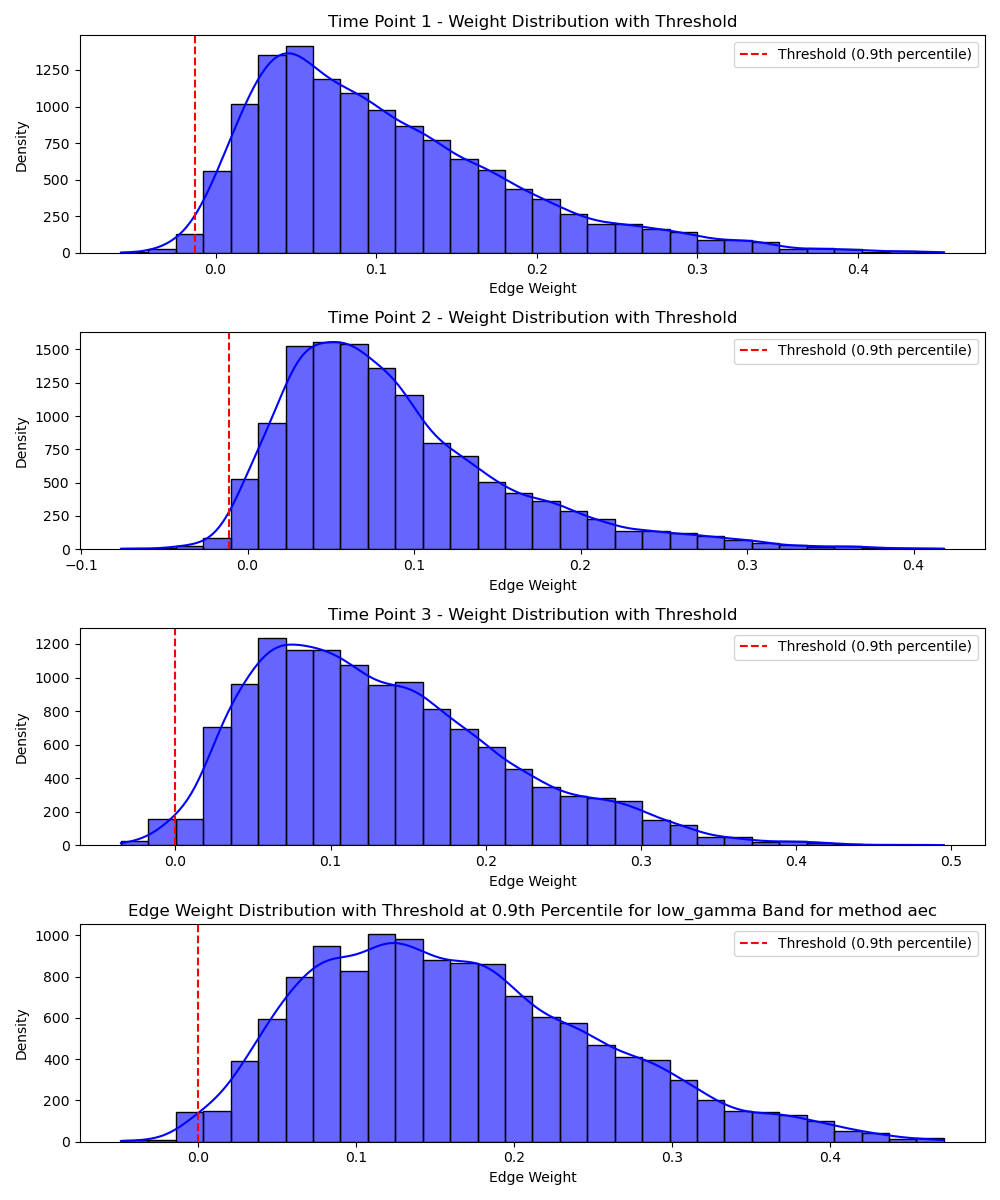 Time Point 1 - Weight Distribution with Threshold
Threshold (0.9th percentile)
Density
1250
1000
750
500
250
0
0.0 0.1 0.2 0.3 0.4
Edge Weight
Time Point 2 - Weight Distribution with Threshold
Threshold (0.9th percentile)
Density
1500
1250
1000
750
500
250
0
−0.1 0.0 0.1 0.2 0.3 0.4
Edge Weight
Time Point 3 - Weight Distribution with Threshold
Threshold (0.9th percentile)
Density
1200
1000
800
600
400
200
0
0.0 0.1 0.2 0.3 0.4 0.5
Edge Weight
Edge Weight Distribution with Threshold at 0.9th Percentile for low_gamma Band for method aec
Threshold (0.9th percentile)
Density
1000
800
600
400
200
0
0.0 0.1 0.2 0.3 0.4
Edge Weight